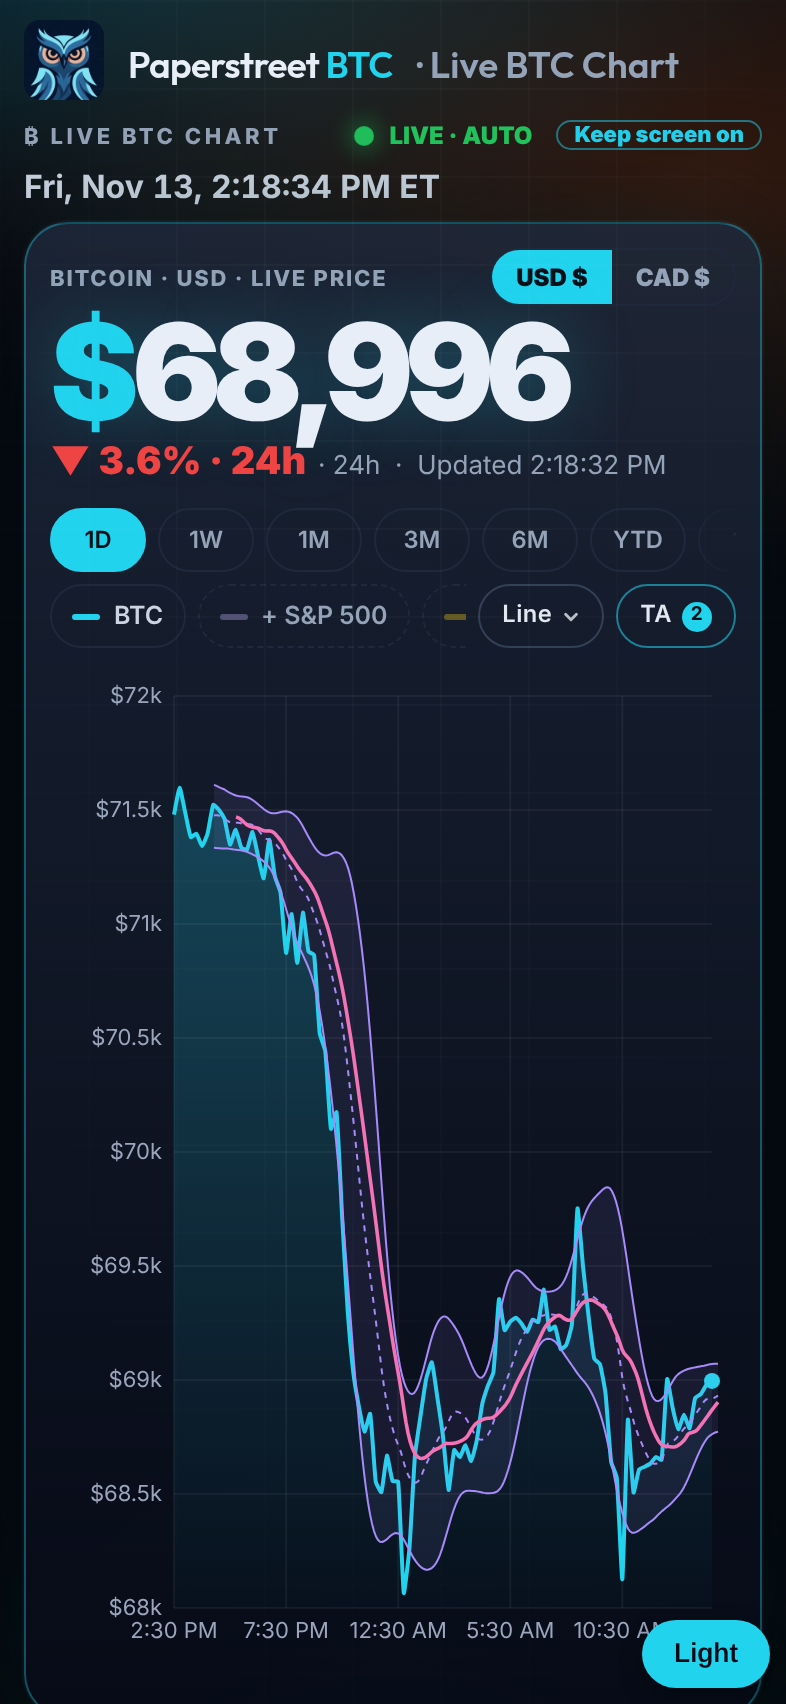 Paperstreet BTC · Live BTC Chart
₿ LIVE BTC CHART LIVE · AUTO Keep screen on
Fri, Nov 13, 2:18:34 PM ET
BITCOIN · USD · LIVE PRICE USD $ CAD $
$68,996
▼ 3.6% · 24h · 24h · Updated 2:18:32 PM
1D 1W 1M 3M 6M YTD
BTC + S&P 500 Line TA 2
$72k
$71.5k
$71k
$70.5k
$70k
$69.5k
$69k
$68.5k
$68k
2:30 PM 7:30 PM 12:30 AM 5:30 AM 10:30 AM
Light